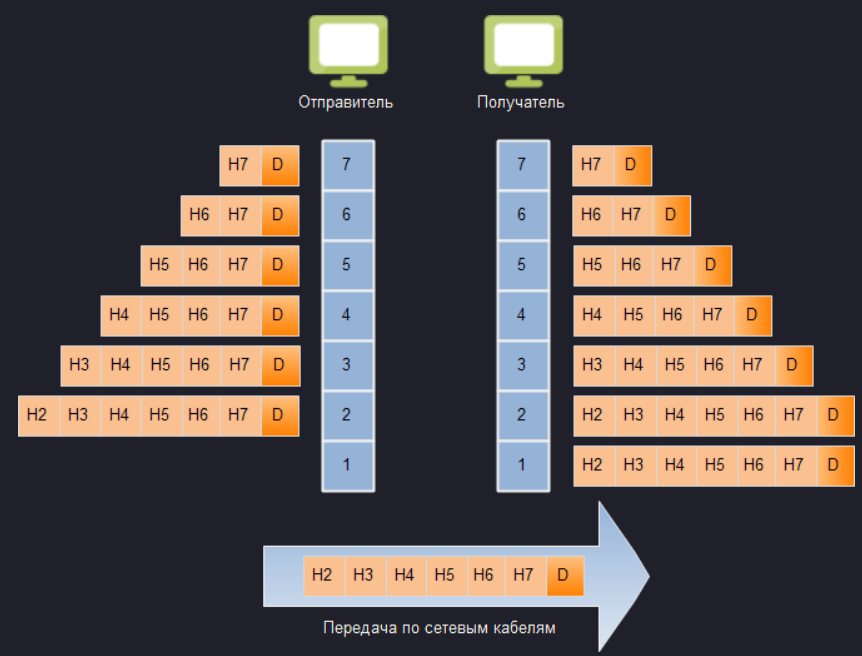 Отправитель Получатель
H7 D 7 7 H7 D
H6 H7 D 6 6 H6 H7 D
H5 H6 H7 D 5 5 H5 H6 H7 D
H4 H5 H6 H7 D 4 4 H4 H5 H6 H7 D
H3 H4 H5 H6 H7 D 3 3 H3 H4 H5 H6 H7 D
H2 H3 H4 H5 H6 H7 D 2 2 H2 H3 H4 H5 H6 H7 D
1 1 H2 H3 H4 H5 H6 H7 D
H2 H3 H4 H5 H6 H7 D
Передача по сетевым кабелям